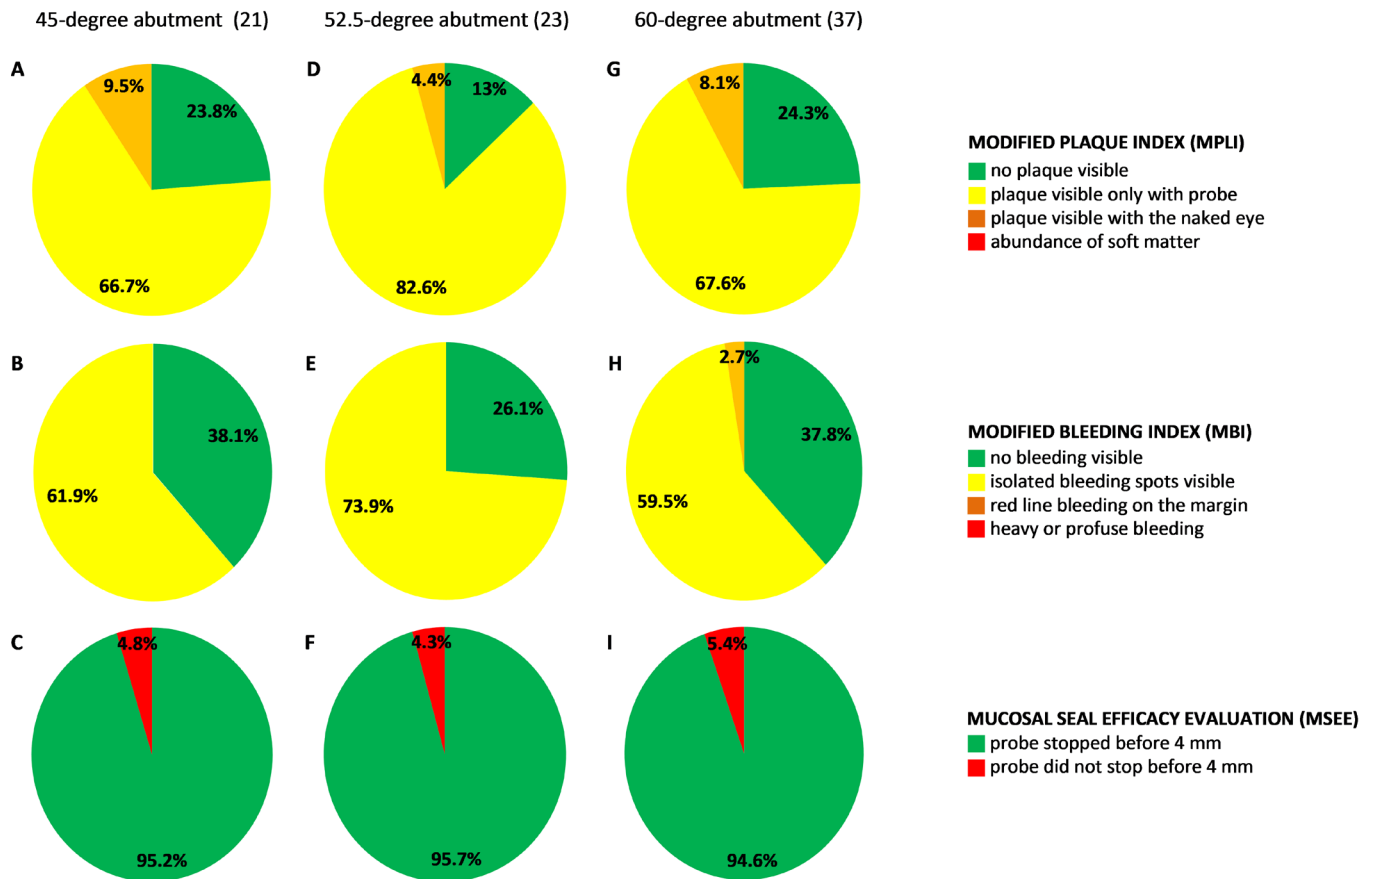 45-degree abutment (21)
52.5-degree abutment (23)
60-degree abutment (37)
A
9.5%
23.8%
66.7%
D
4.4%
13%
82.6%
G
8.1%
24.3%
67.6%
MODIFIED PLAQUE INDEX (MPLI)
no plaque visible
plaque visible only with probe
plaque visible with the naked eye
abundance of soft matter
B
38.1%
61.9%
E
26.1%
73.9%
H
2.7%
37.8%
59.5%
MODIFIED BLEEDING INDEX (MBI)
no bleeding visible
isolated bleeding spots visible
red line bleeding on the margin
heavy or profuse bleeding
C
4.8%
95.2%
F
4.3%
95.7%
I
5.4%
94.6%
MUCOSAL SEAL EFFICACY EVALUATION (MSEE)
probe stopped before 4 mm
probe did not stop before 4 mm